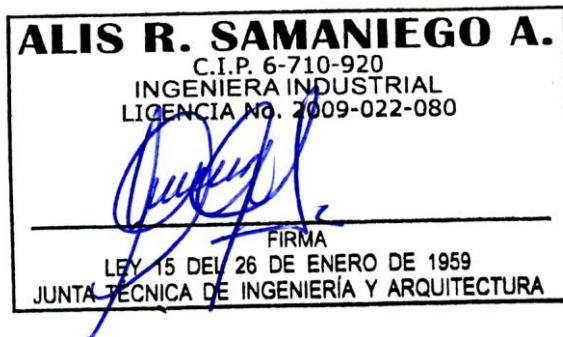 ALIS R. SAMANIEGO A.
C.I.P. 6-710-920
INGENIERA INDUSTRIAL
LICENCIA No. 2009-022-080
FIRMA
LEY 15 DEL 26 DE ENERO DE 1959
JUNTA TÉCNICA DE INGENIERÍA Y ARQUITECTURA